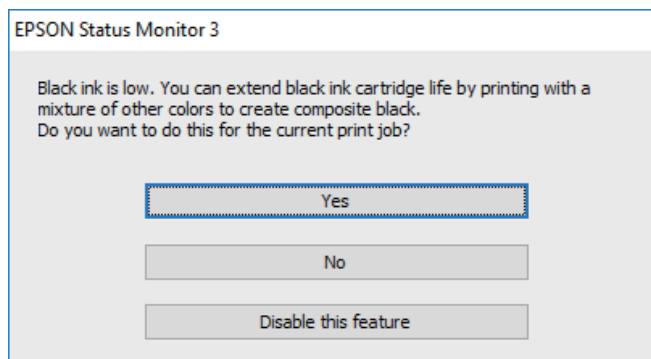 EPSON Status Monitor 3
Black ink is low. You can extend black ink cartridge life by printing with a
mixture of other colors to create composite black.
Do you want to do this for the current print job?
Yes
No
Disable this feature